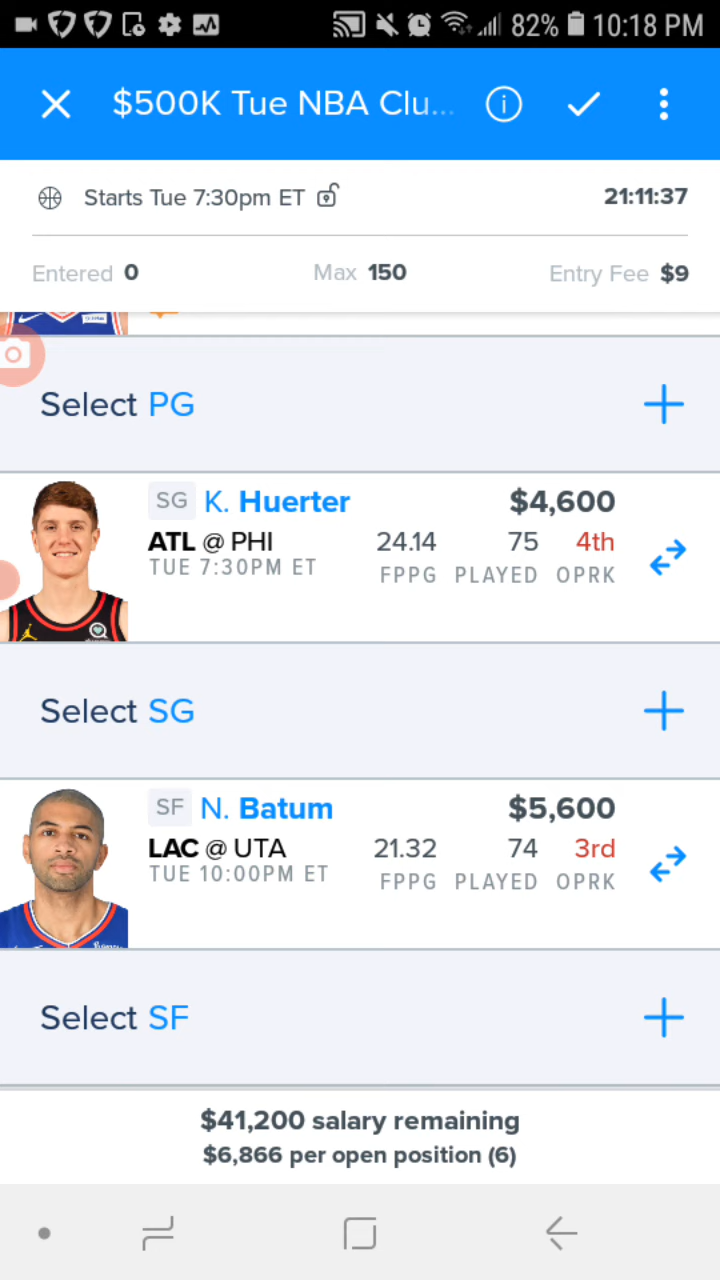 82% 10:18 PM
$500K Tue NBA Clu...
Starts Tue 7:30pm ET 21:11:37
Entered 0 Max 150 Entry Fee $9
Select PG
SG K. Huerter $4,600
ATL @ PHI 24.14 75 4th
TUE 7:30PM ET FPPG PLAYED OPRK
Select SG
SF N. Batum $5,600
LAC @ UTA 21.32 74 3rd
TUE 10:00PM ET FPPG PLAYED OPRK
Select SF
$41,200 salary remaining
$6,866 per open position (6)